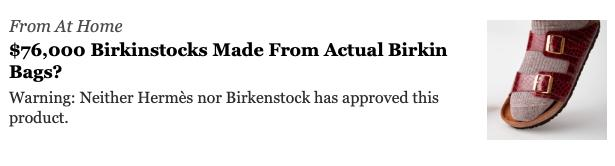 From At Home
$76,000 Birkinstocks Made From Actual Birkin
Bags?
Warning: Neither Hermès nor Birkenstock has approved this
product.